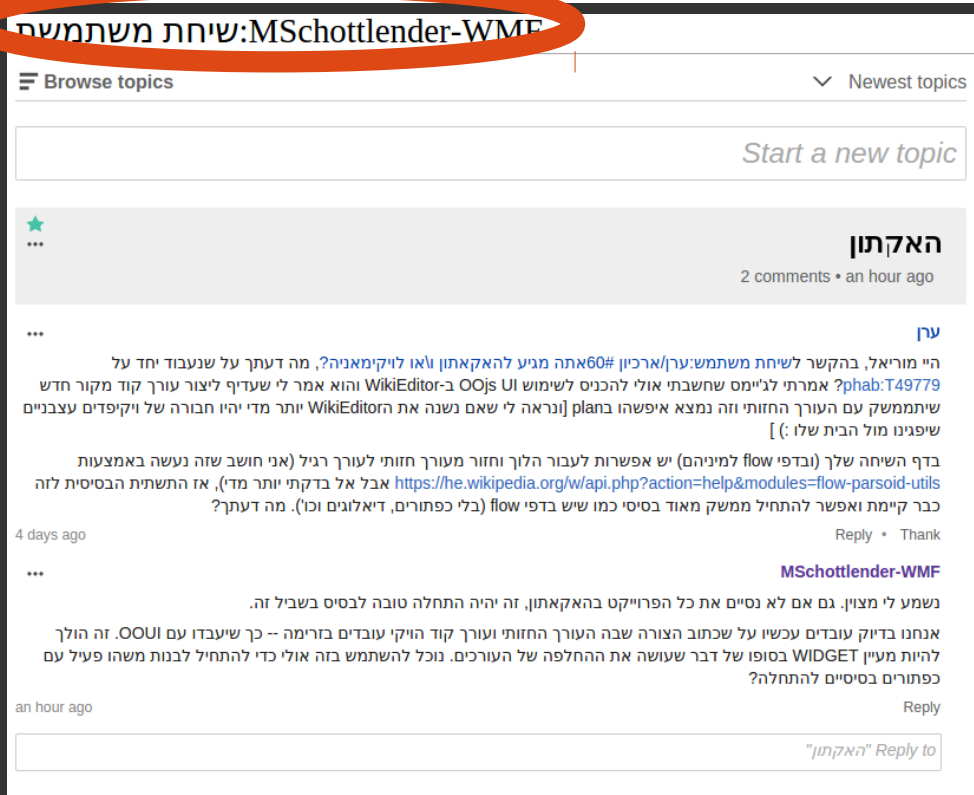 שיחת משתמשת:MSchottlender-WMF
Browse topics
Newest topics
Start a new topic
האקתון
2 comments • an hour ago
ערן
היי מוריאל, בהקשר לשיחת משתמש:ערן/ארכיון 60#אתה מגיע להאקאתון ו\או לויקימאניה?, מה דעתך על שנעבוד יחד על
phab:T49779? אמרתי לג'יימס שחשבתי אולי להכניס לשימוש OOjs UI ב-WikiEditor והוא אמר לי שעדיף ליצור עורך קוד מקור חדש
שיתממשק עם העורך החזותי וזה נמצא איפשהו בplan [ונראה לי שאם נשנה את הWikiEditor יותר מדי יהיו חבורה של ויקיפדים עצבניים
שיפגינו מול הבית שלו :) ]
בדף השיחה שלך (ובדפי flow למיניהם) יש אפשרות לעבור הלוך וחזור מעורך חזותי לעורך רגיל (אני חושב שזה נעשה באמצעות
https://he.wikipedia.org/w/api.php?action=help&modules=flow-parsoid-utils אבל אל בדקתי יותר מדי), אז התשתית הבסיסית לזה
כבר קיימת ואפשר להתחיל ממשק מאוד בסיסי כמו שיש בדפי flow (בלי כפתורים, דיאלוגים וכו'). מה דעתך?
Reply • Thank
4 days ago
MSchottlender-WMF
נשמע לי מצוין. גם אם לא נסיים את כל הפרוייקט בהאקאתון, זה יהיה התחלה טובה לבסיס בשביל זה.
אנחנו בדיוק עובדים עכשיו על שכתוב הצורה שבה העורך החזותי ועורך קוד הויקי עובדים בזרימה -- כך שיעבדו עם OOUI. זה הולך
להיות מעיין WIDGET בסופו של דבר שעושה את ההחלפה של העורכים. נוכל להשתמש בזה אולי כדי להתחיל לבנות משהו פעיל עם
כפתורים בסיסיים להתחלה?
Reply
an hour ago
Reply to "האקתון"